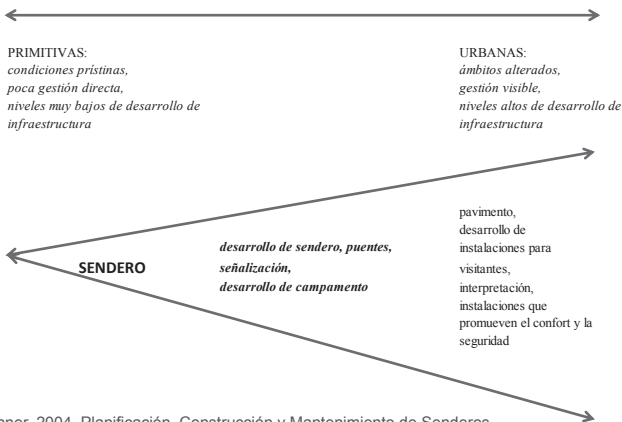 PRIMITIVAS:
condiciones prístinas,
poca gestión directa,
niveles muy bajos de desarrollo de
infraestructura
URBANAS:
ámbitos alterados,
gestión visible,
niveles altos de desarrollo de
infraestructura
SENDERO
desarrollo de sendero, puentes,
señalización,
desarrollo de campamento
pavimento,
desarrollo de
instalaciones para
visitantes,
interpretación,
instalaciones que
promueven el confort y la
seguridad
2004. Planificación, Construcción y Mantenimiento de Senderos